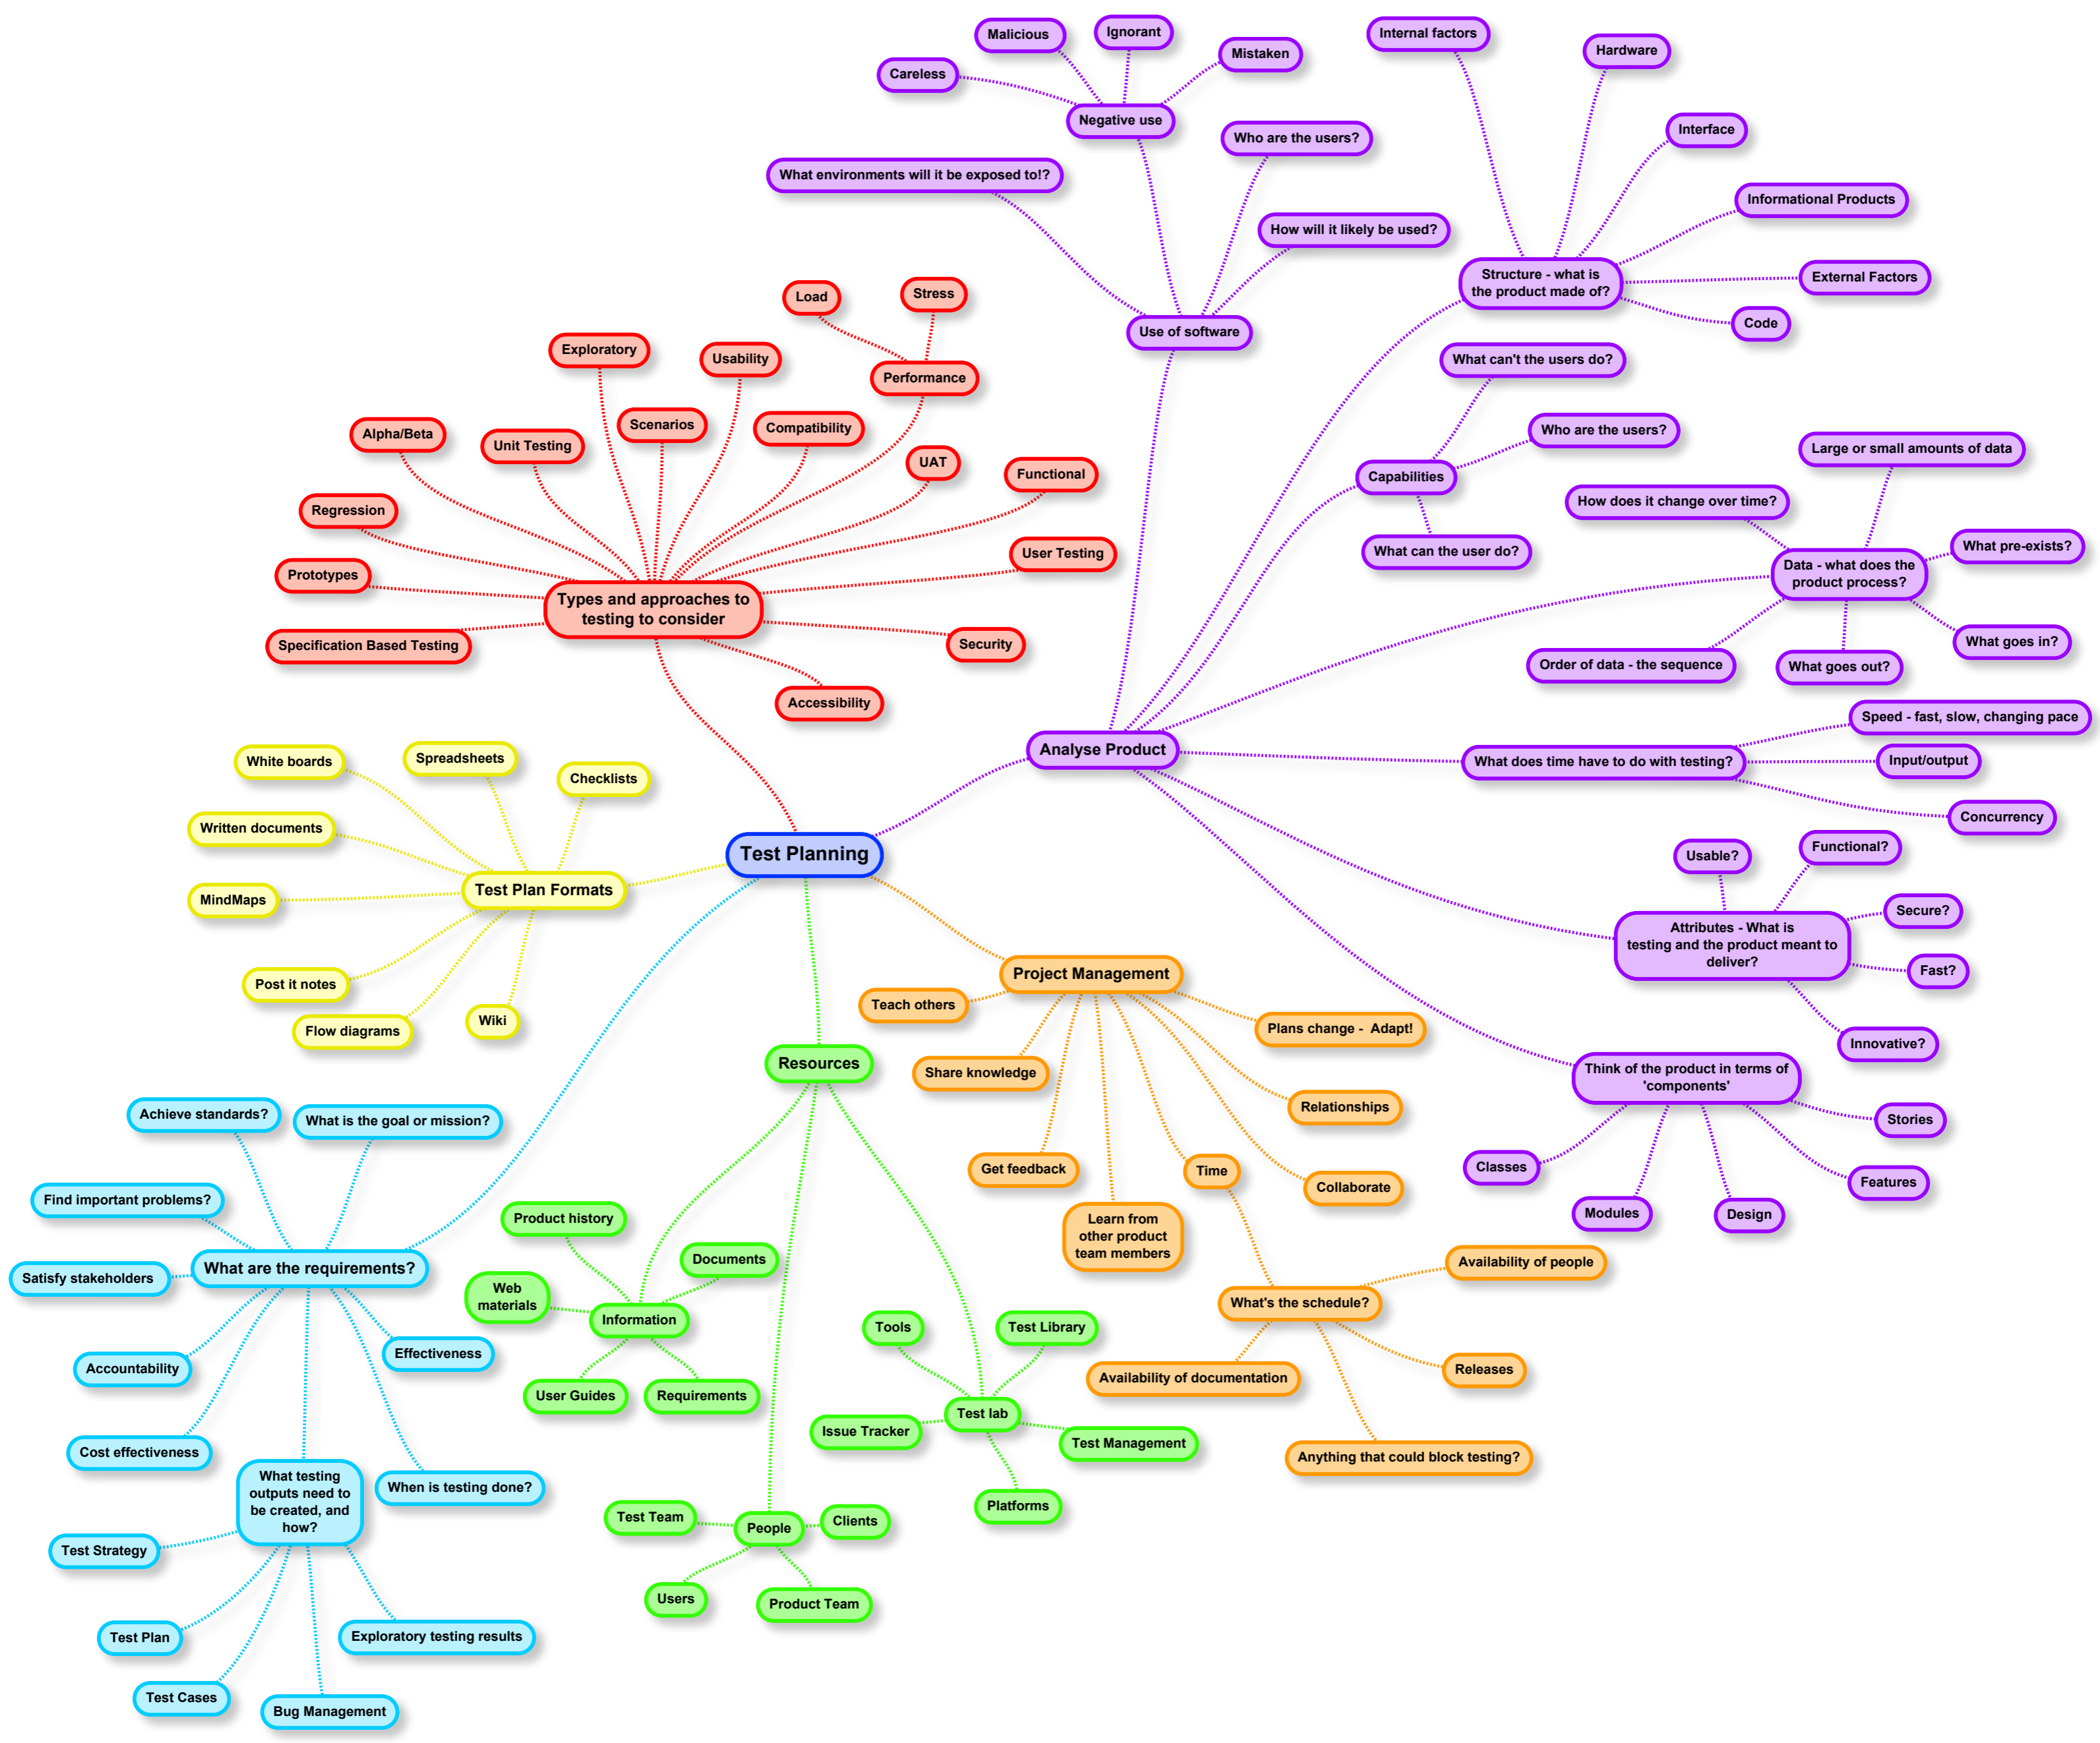 Malicious
Ignorant
Mistaken
Careless
Negative use
Who are the users?
What environments will it be exposed to!?
How will it likely be used?
Use of software
Internal factors
Hardware
Interface
Informational Products
Structure - what is
the product made of?
External Factors
Code
What can't the users do?
Who are the users?
Capabilities
What can the user do?
Large or small amounts of data
How does it change over time?
What pre-exists?
Data - what does the
product process?
What goes in?
Order of data - the sequence
What goes out?
Analyse Product
Speed - fast, slow, changing pace
What does time have to do with testing?
Input/output
Concurrency
Usable?
Functional?
Secure?
Attributes - What is
testing and the product meant to
deliver?
Fast?
Innovative?
Think of the product in terms of
'components'
Stories
Classes
Features
Modules
Design
Load
Stress
Exploratory
Usability
Performance
Alpha/Beta
Unit Testing
Scenarios
Compatibility
UAT
Functional
Regression
User Testing
Prototypes
Types and approaches to
testing to consider
Specification Based Testing
Security
Accessibility
White boards
Spreadsheets
Checklists
Written documents
Test Planning
Test Plan Formats
MindMaps
Post it notes
Flow diagrams
Wiki
Project Management
Teach others
Plans change -  Adapt!
Share knowledge
Relationships
Get feedback
Time
Collaborate
Learn from
other product
team members
Availability of people
What's the schedule?
Availability of documentation
Releases
Anything that could block testing?
Resources
Product history
Documents
Web
materials
Information
User Guides
Requirements
Tools
Test Library
Test lab
Issue Tracker
Test Management
Platforms
Test Team
People
Clients
Users
Product Team
Achieve standards?
What is the goal or mission?
Find important problems?
What are the requirements?
Satisfy stakeholders
Effectiveness
Accountability
Cost effectiveness
What testing
outputs need to
be created, and
how?
When is testing done?
Test Strategy
Test Plan
Exploratory testing results
Test Cases
Bug Management